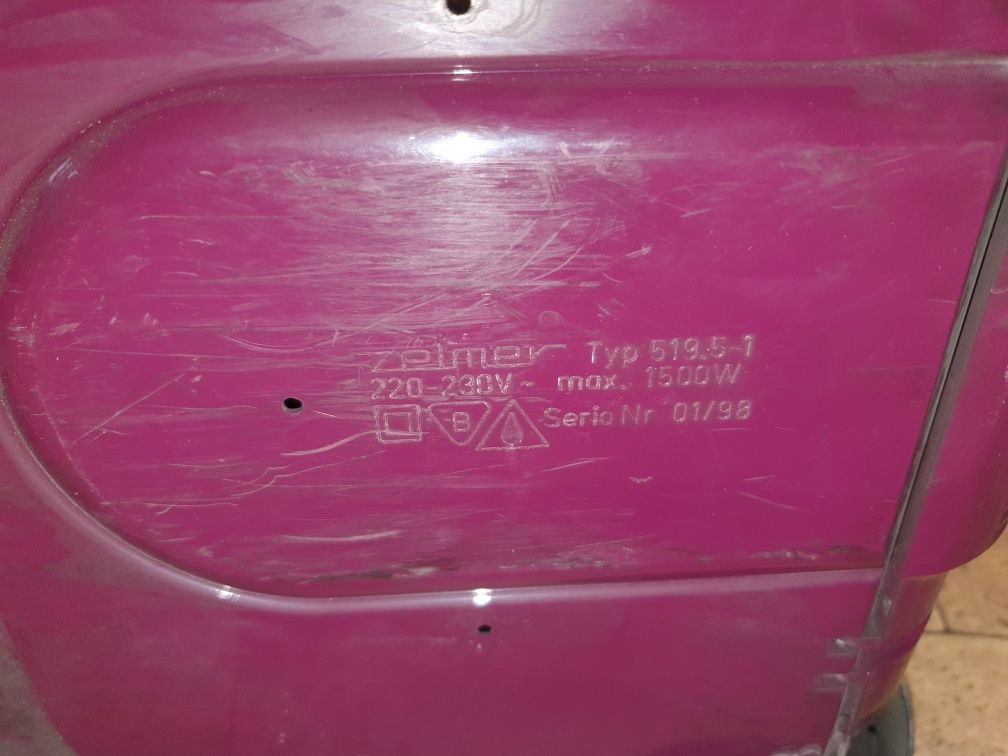 zelmer Typ 519.5-1
220-230V~ max. 1500W
B Seria Nr 01/98